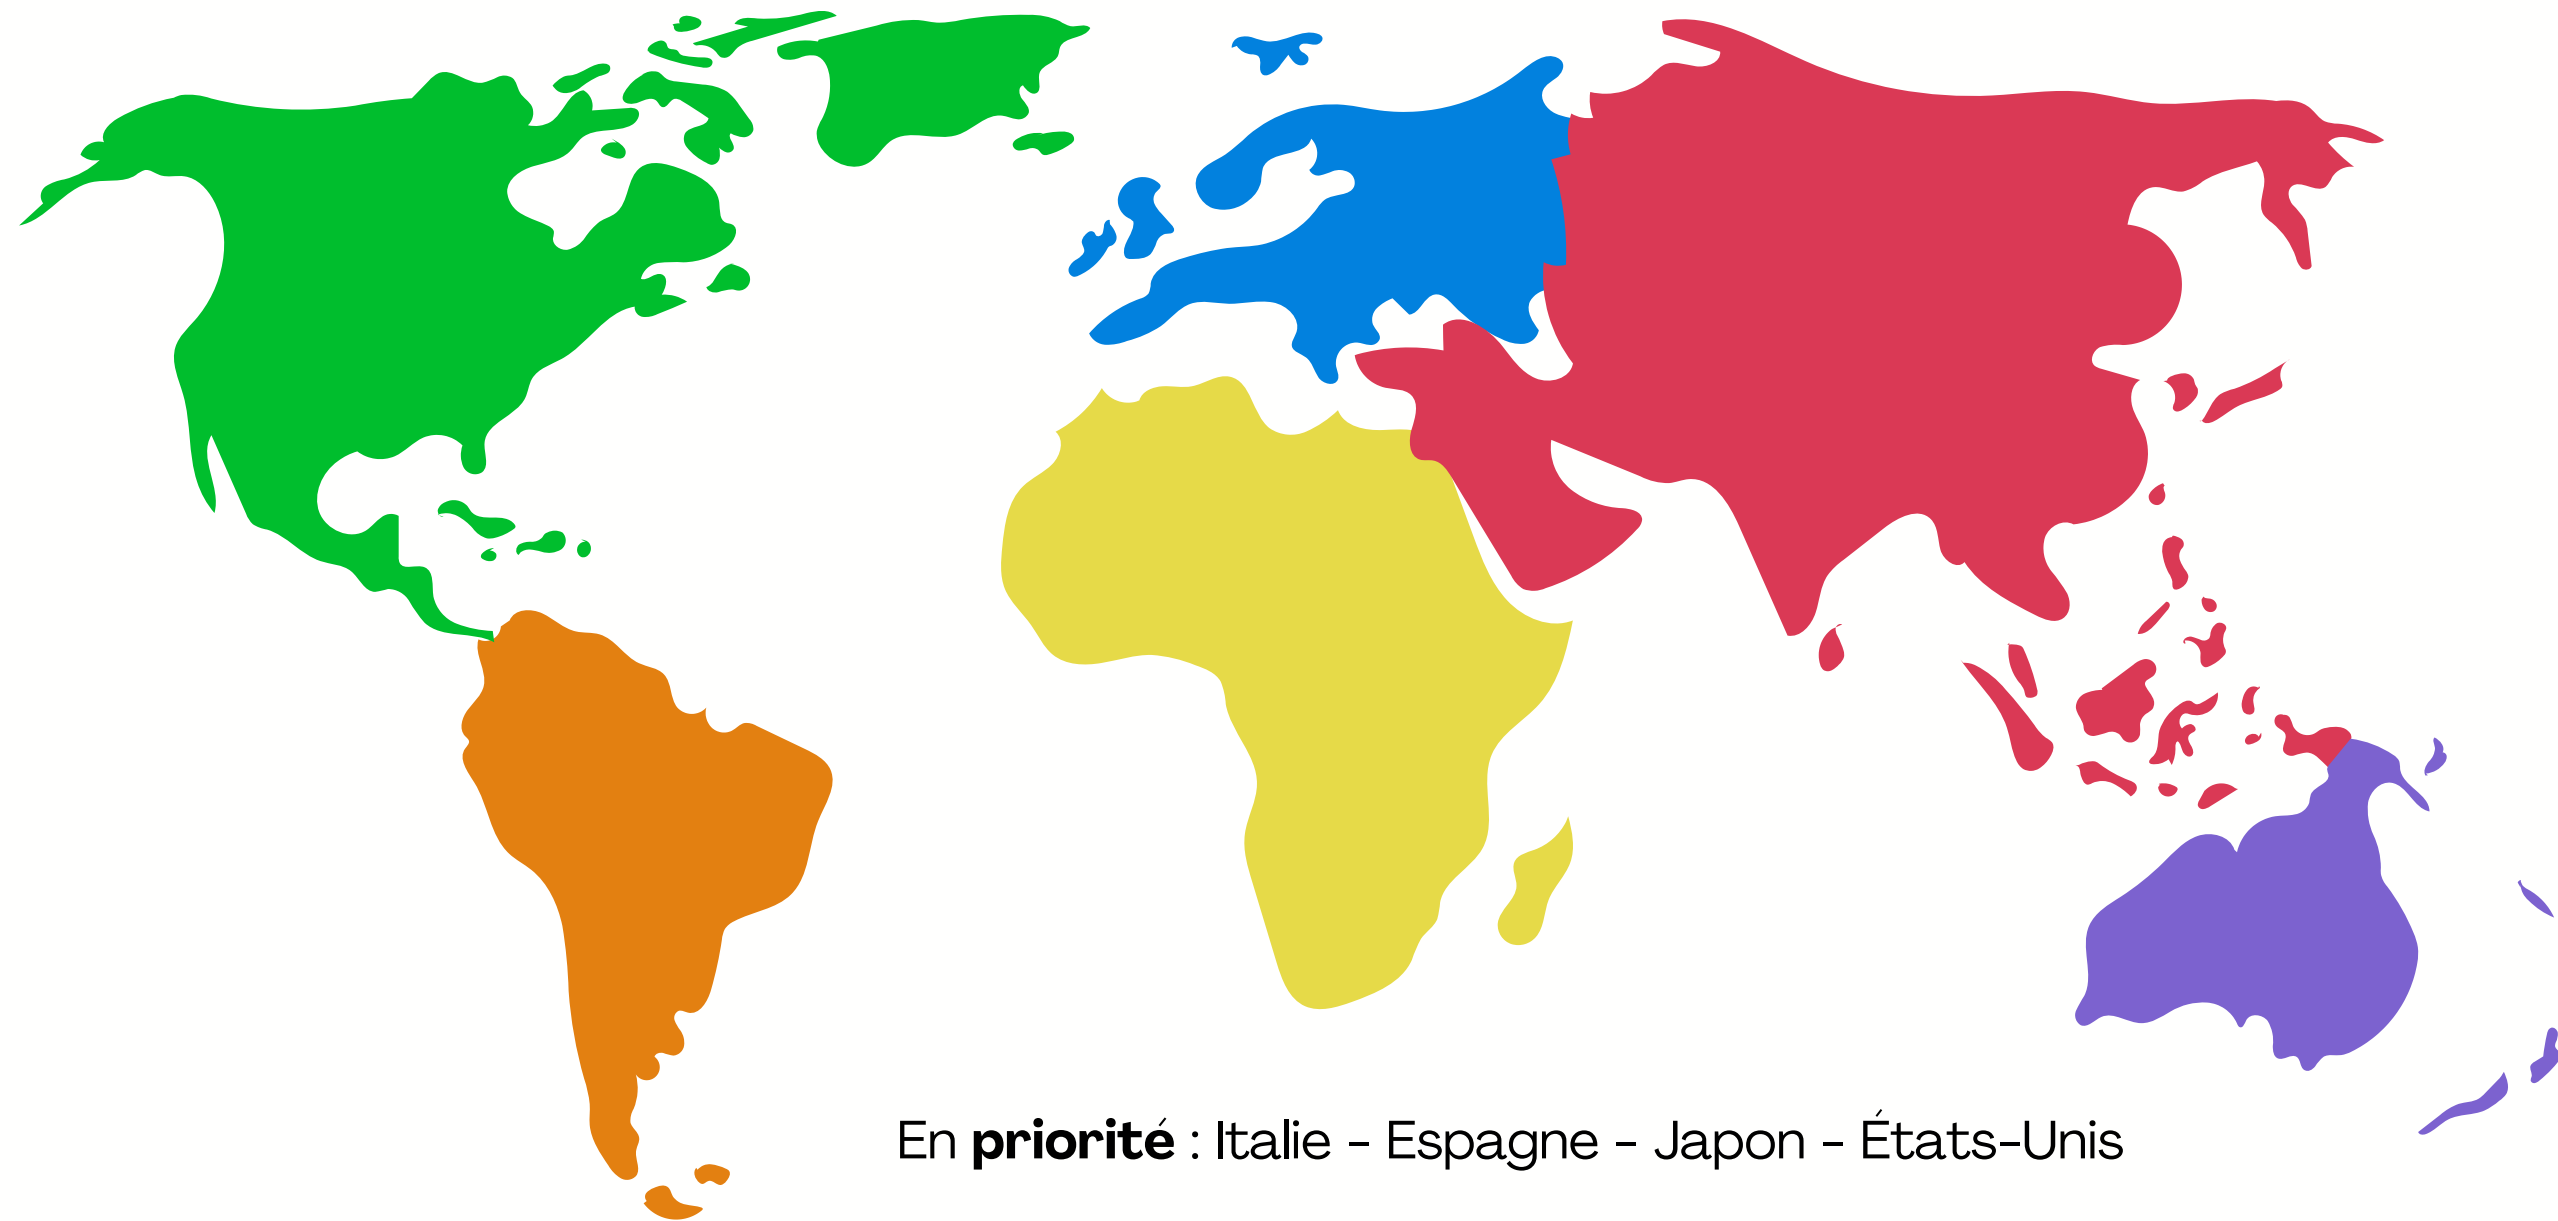 En priorité : Italie - Espagne - Japon - États-Unis